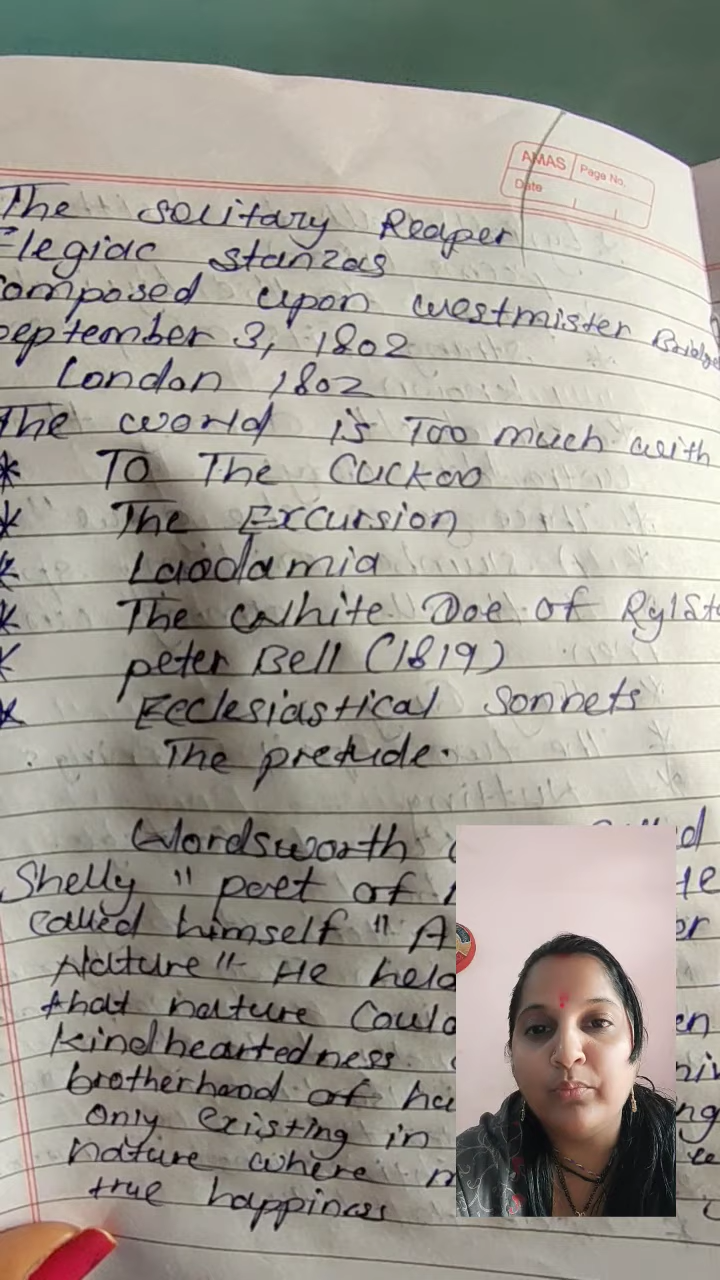 AMAS Page No.
Date
The solitary Reaper
Elegiac stanzas
composed upon westmister Bridge
September 3, 1802
London 1802
The world is Too much with
* To The Cuckoo
* The Excursion
* Laodamia
* The white Doe of Rylst
* peter Bell (1819)
* Ecclesiastical Sonnets
The prelude.
Wordsworth
Shelly " poet of
called himself " A
Nature" He held
that nature Could
kindheartedness
brotherhood of
only existing in
nature where
true happiness